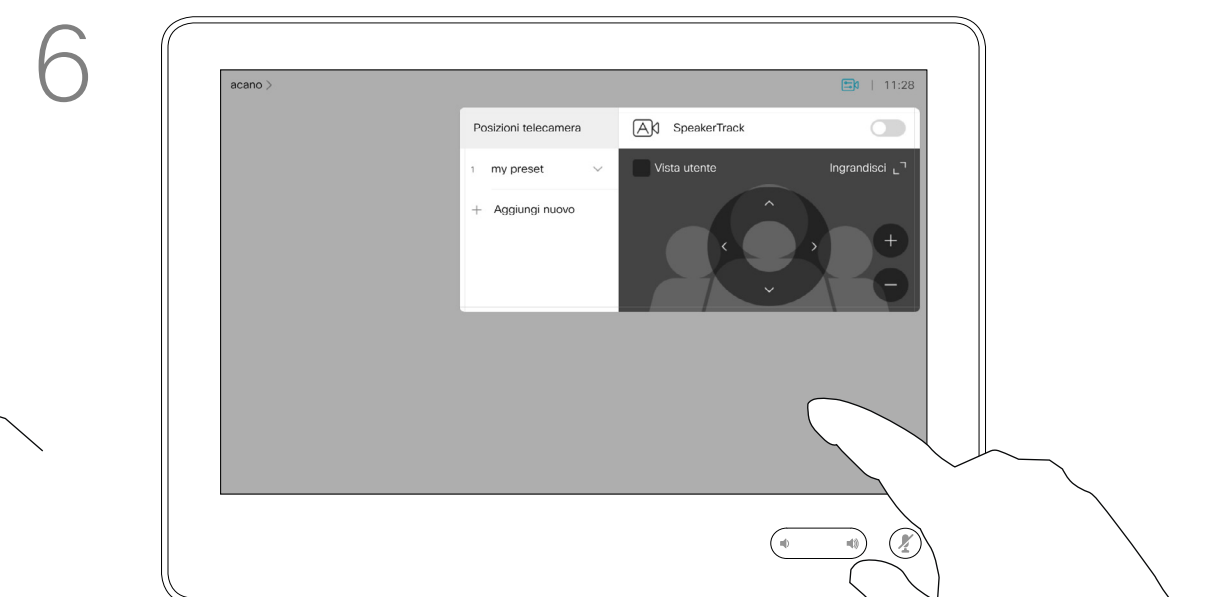 6
acano >
11:28
Posizioni telecamera
SpeakerTrack
1 my preset
Vista utente
Ingrandisci
+ Aggiungi nuovo